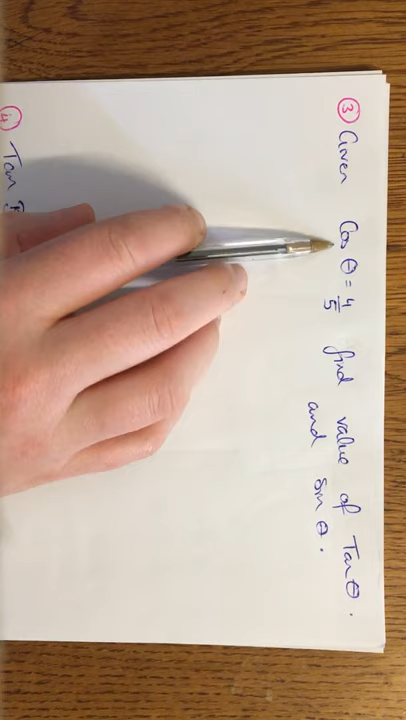 ③ Given Cos θ = 4/5 find value of Tan θ.
and sin θ.
④ Tan